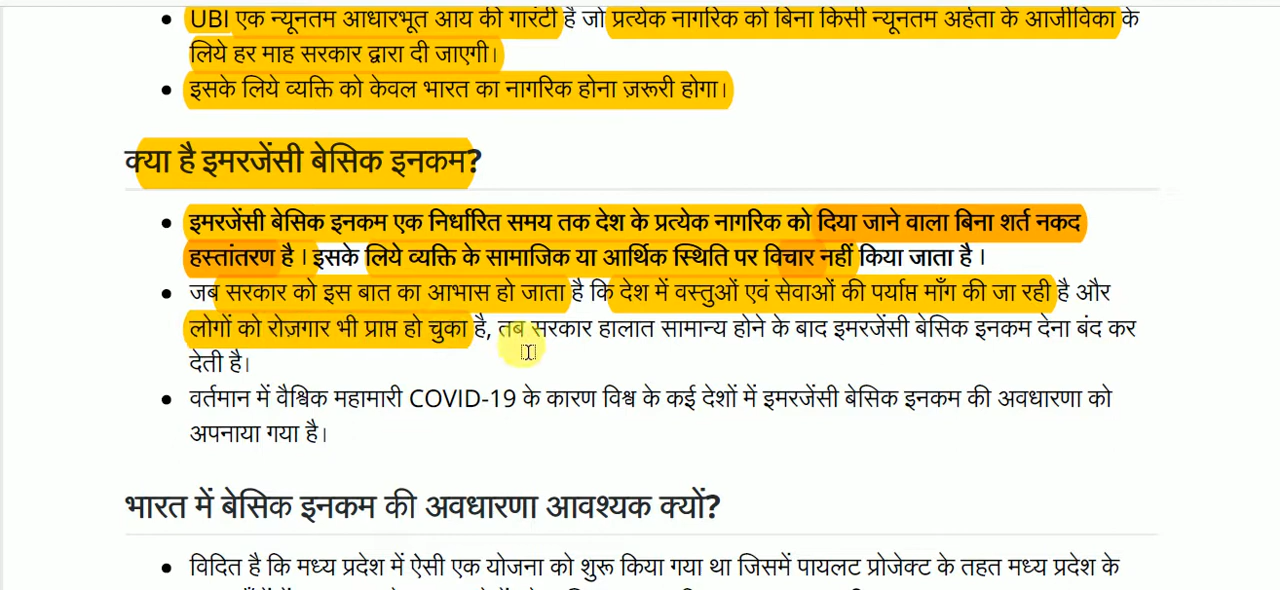 UBI एक न्यूनतम आधारभूत आय की गारंटी है जो प्रत्येक नागरिक को बिना किसी न्यूनतम अर्हता के आजीविका के
लिये हर माह सरकार द्वारा दी जाएगी।
इसके लिये व्यक्ति को केवल भारत का नागरिक होना ज़रूरी होगा।
क्या है इमरजेंसी बेसिक इनकम?
इमरजेंसी बेसिक इनकम एक निर्धारित समय तक देश के प्रत्येक नागरिक को दिया जाने वाला बिना शर्त नकद
हस्तांतरण है। इसके लिये व्यक्ति के सामाजिक या आर्थिक स्थिति पर विचार नहीं किया जाता है।
जब सरकार को इस बात का आभास हो जाता है कि देश में वस्तुओं एवं सेवाओं की पर्याप्त माँग की जा रही है और
लोगों को रोज़गार भी प्राप्त हो चुका है, तब सरकार हालात सामान्य होने के बाद इमरजेंसी बेसिक इनकम देना बंद कर
देती है।
वर्तमान में वैश्विक महामारी COVID-19 के कारण विश्व के कई देशों में इमरजेंसी बेसिक इनकम की अवधारणा को
अपनाया गया है।
भारत में बेसिक इनकम की अवधारणा आवश्यक क्यों?
विदित है कि मध्य प्रदेश में ऐसी एक योजना को शुरू किया गया था जिसमें पायलट प्रोजेक्ट के तहत मध्य प्रदेश के